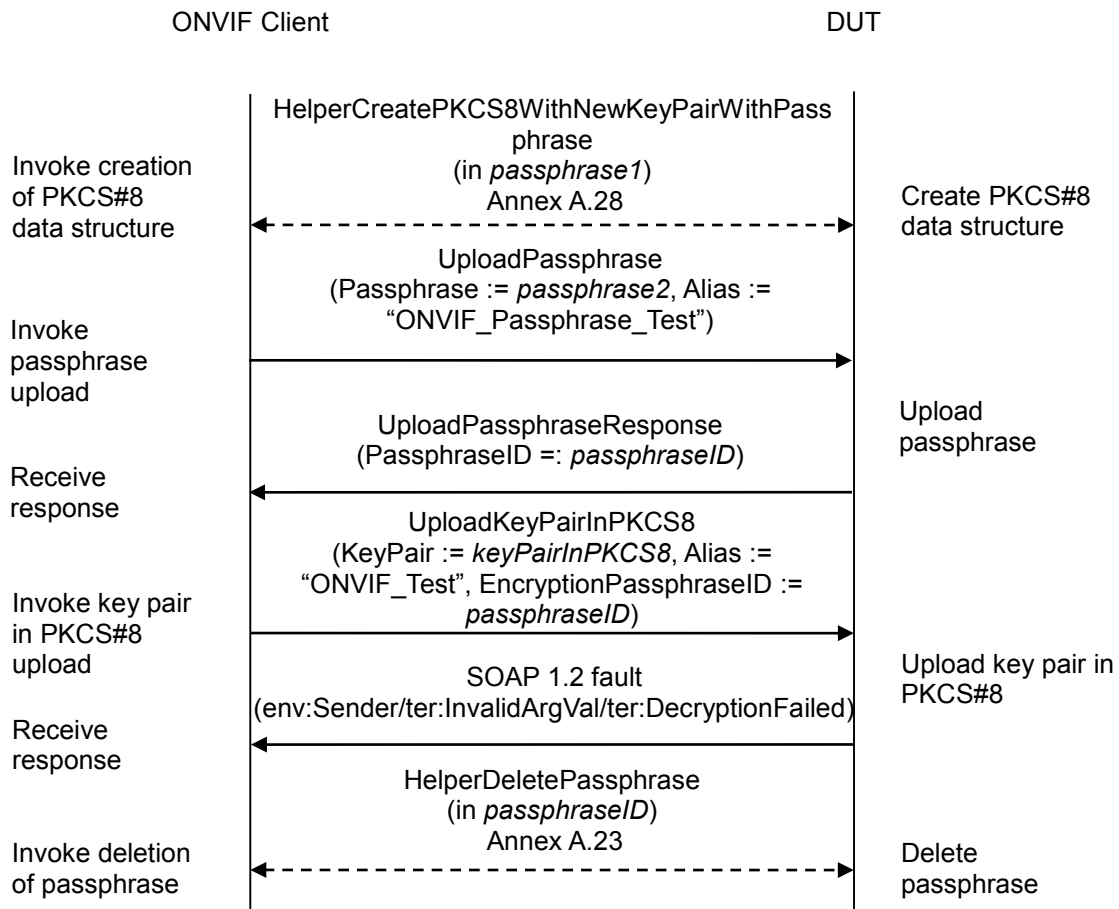 ONVIF Client
DUT
HelperCreatePKCS8WithNewKeyPairWithPass
phrase
(in passphrase1)
Annex A.28
Invoke creation
of PKCS#8
data structure
Create PKCS#8
data structure
UploadPassphrase
(Passphrase := passphrase2, Alias :=
“ONVIF_Passphrase_Test”)
Invoke
passphrase
upload
Upload
passphrase
UploadPassphraseResponse
(PassphraseID =: passphraseID)
Receive
response
UploadKeyPairInPKCS8
(KeyPair := keyPairInPKCS8, Alias :=
“ONVIF_Test”, EncryptionPassphraseID :=
passphraseID)
Invoke key pair
in PKCS#8
upload
Upload key pair in
PKCS#8
SOAP 1.2 fault
(env:Sender/ter:InvalidArgVal/ter:DecryptionFailed)
Receive
response
HelperDeletePassphrase
(in passphraseID)
Annex A.23
Invoke deletion
of passphrase
Delete
passphrase